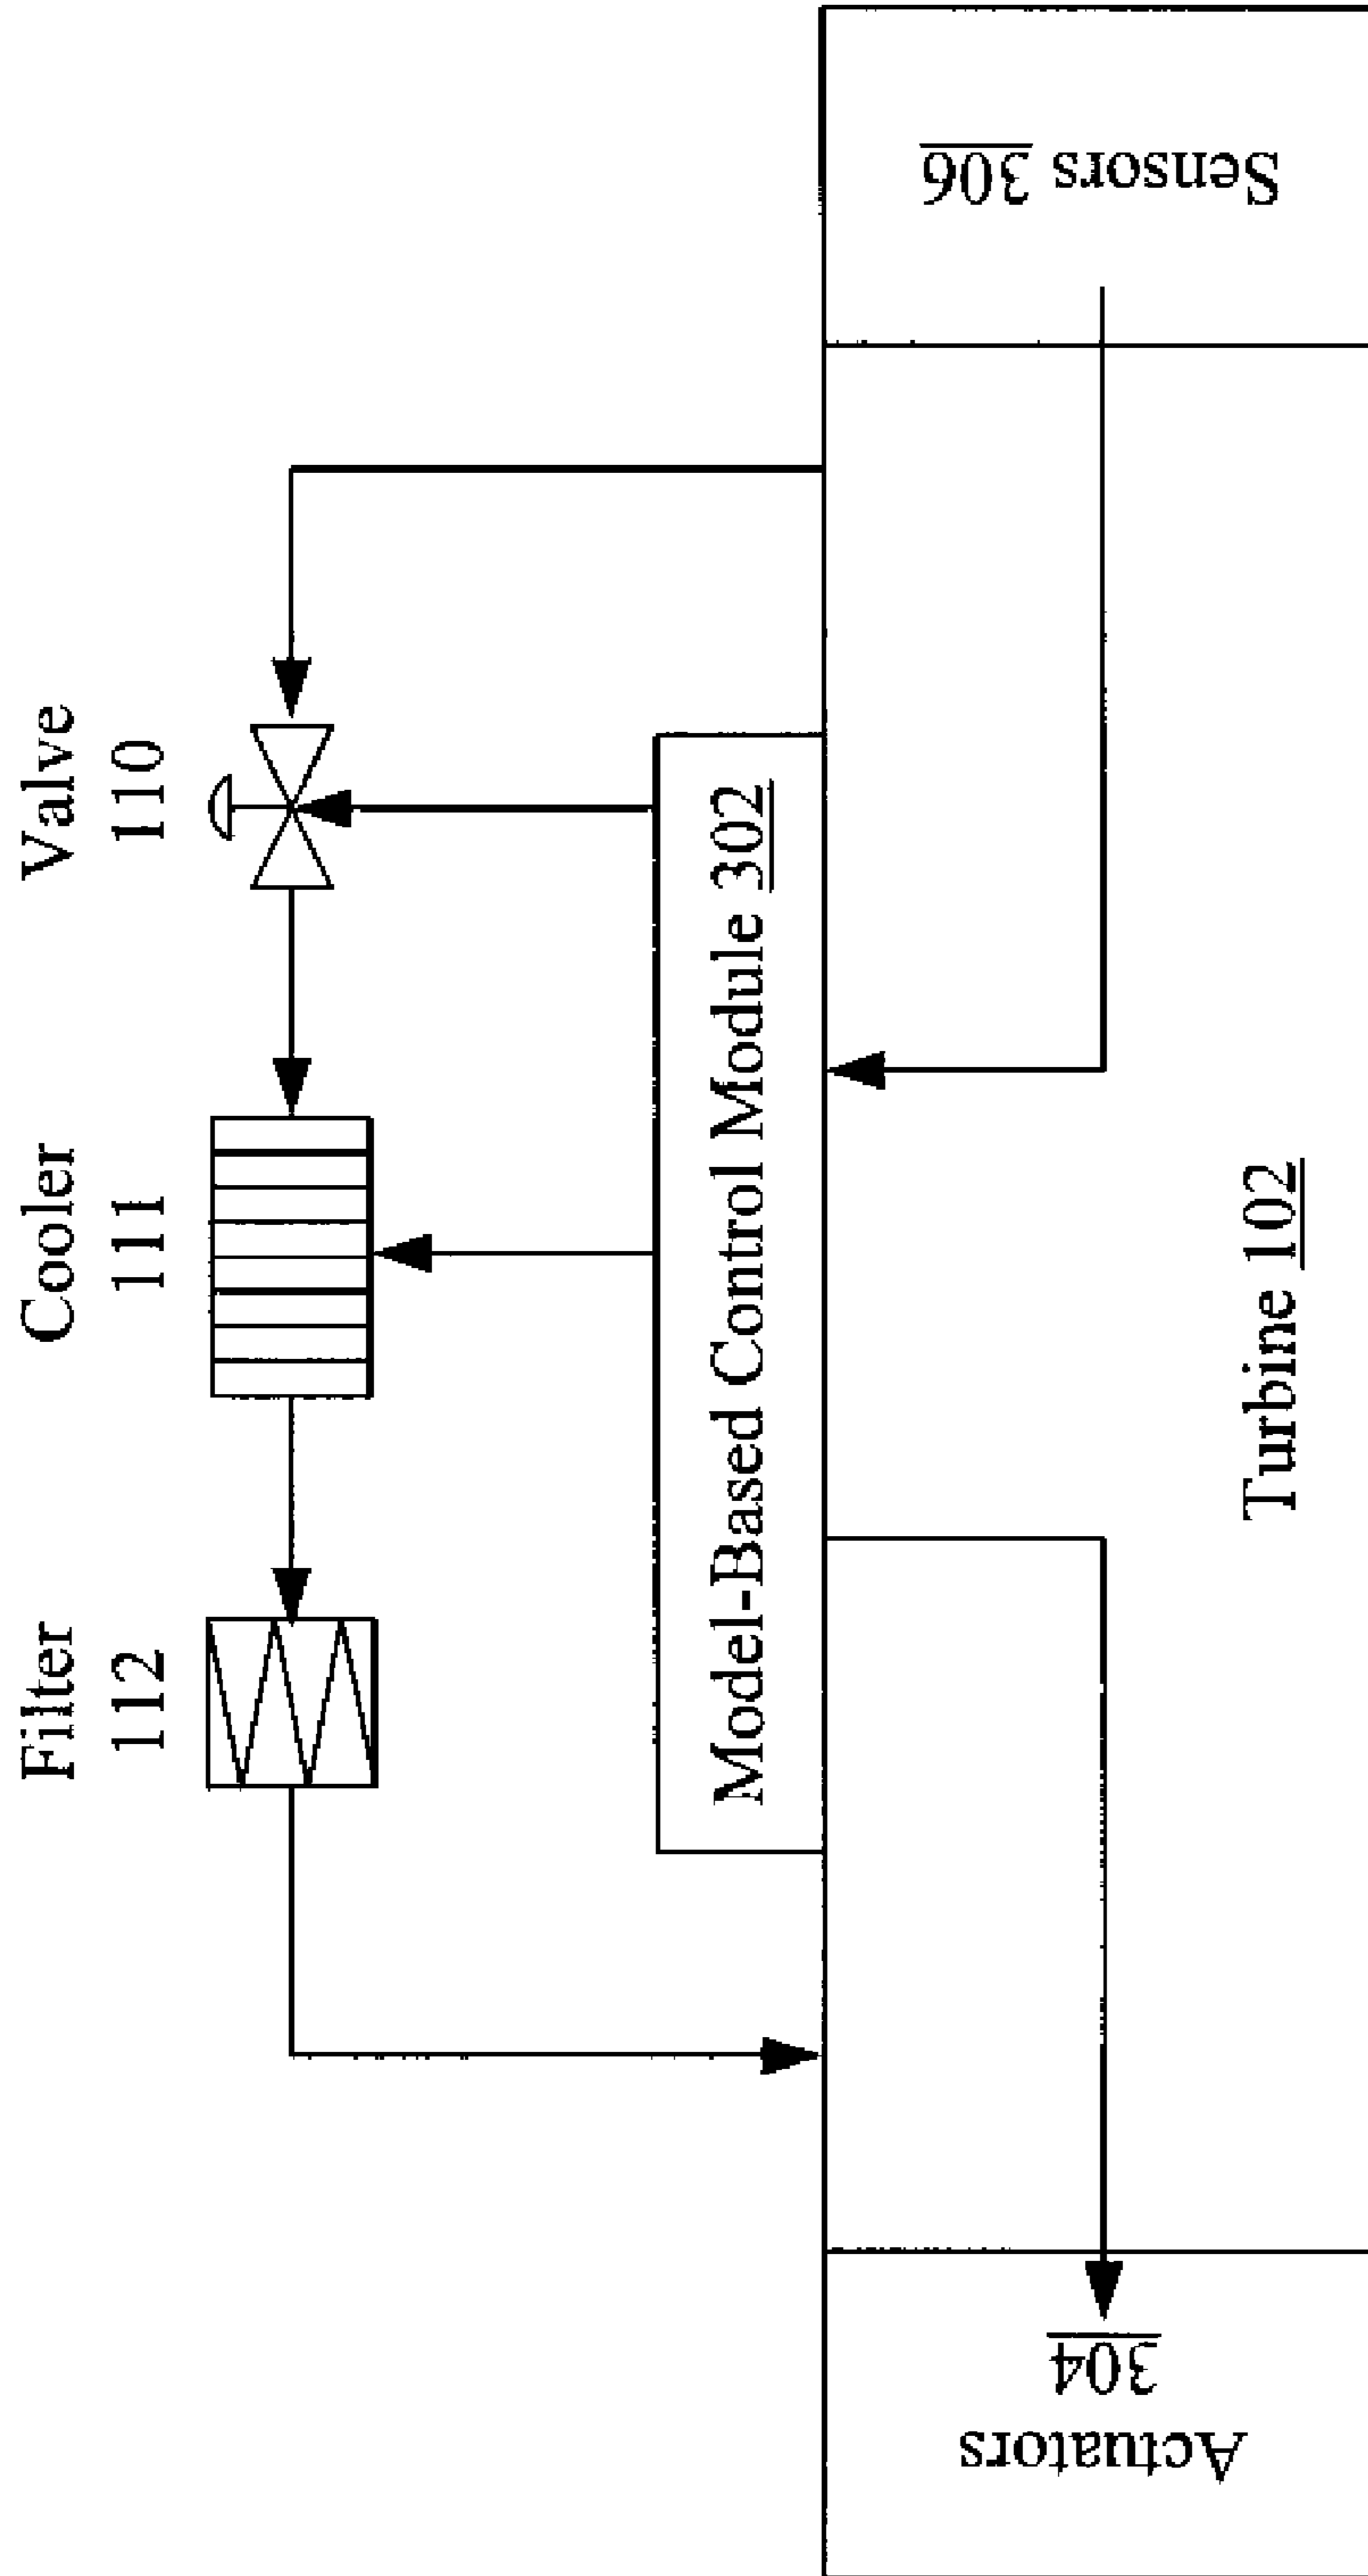 Filter
112
Cooler
111
Valve
110
Model-Based Control Module 302
Turbine 102
Actuators
304
Sensors 306